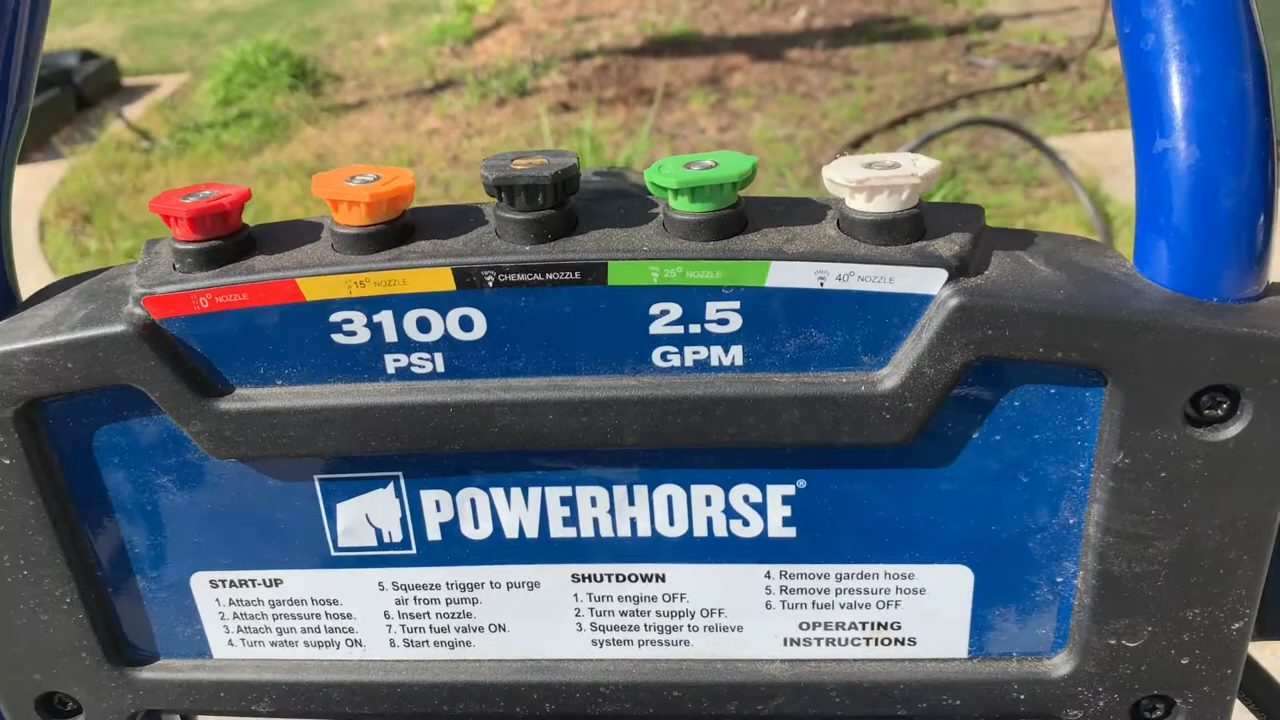 0° NOZZLE
15° NOZZLE
CHEMICAL NOZZLE
25° NOZZLE
40° NOZZLE
3100
PSI
2.5
GPM
POWERHORSE®
START-UP
1. Attach garden hose.
2. Attach pressure hose.
3. Attach gun and lance.
4. Turn water supply ON.
5. Squeeze trigger to purge
air from pump.
6. Insert nozzle.
7. Turn fuel valve ON.
8. Start engine.
SHUTDOWN
1. Turn engine OFF.
2. Turn water supply OFF.
3. Squeeze trigger to relieve
system pressure.
4. Remove garden hose.
5. Remove pressure hose
6. Turn fuel valve OFF.
OPERATING
INSTRUCTIONS